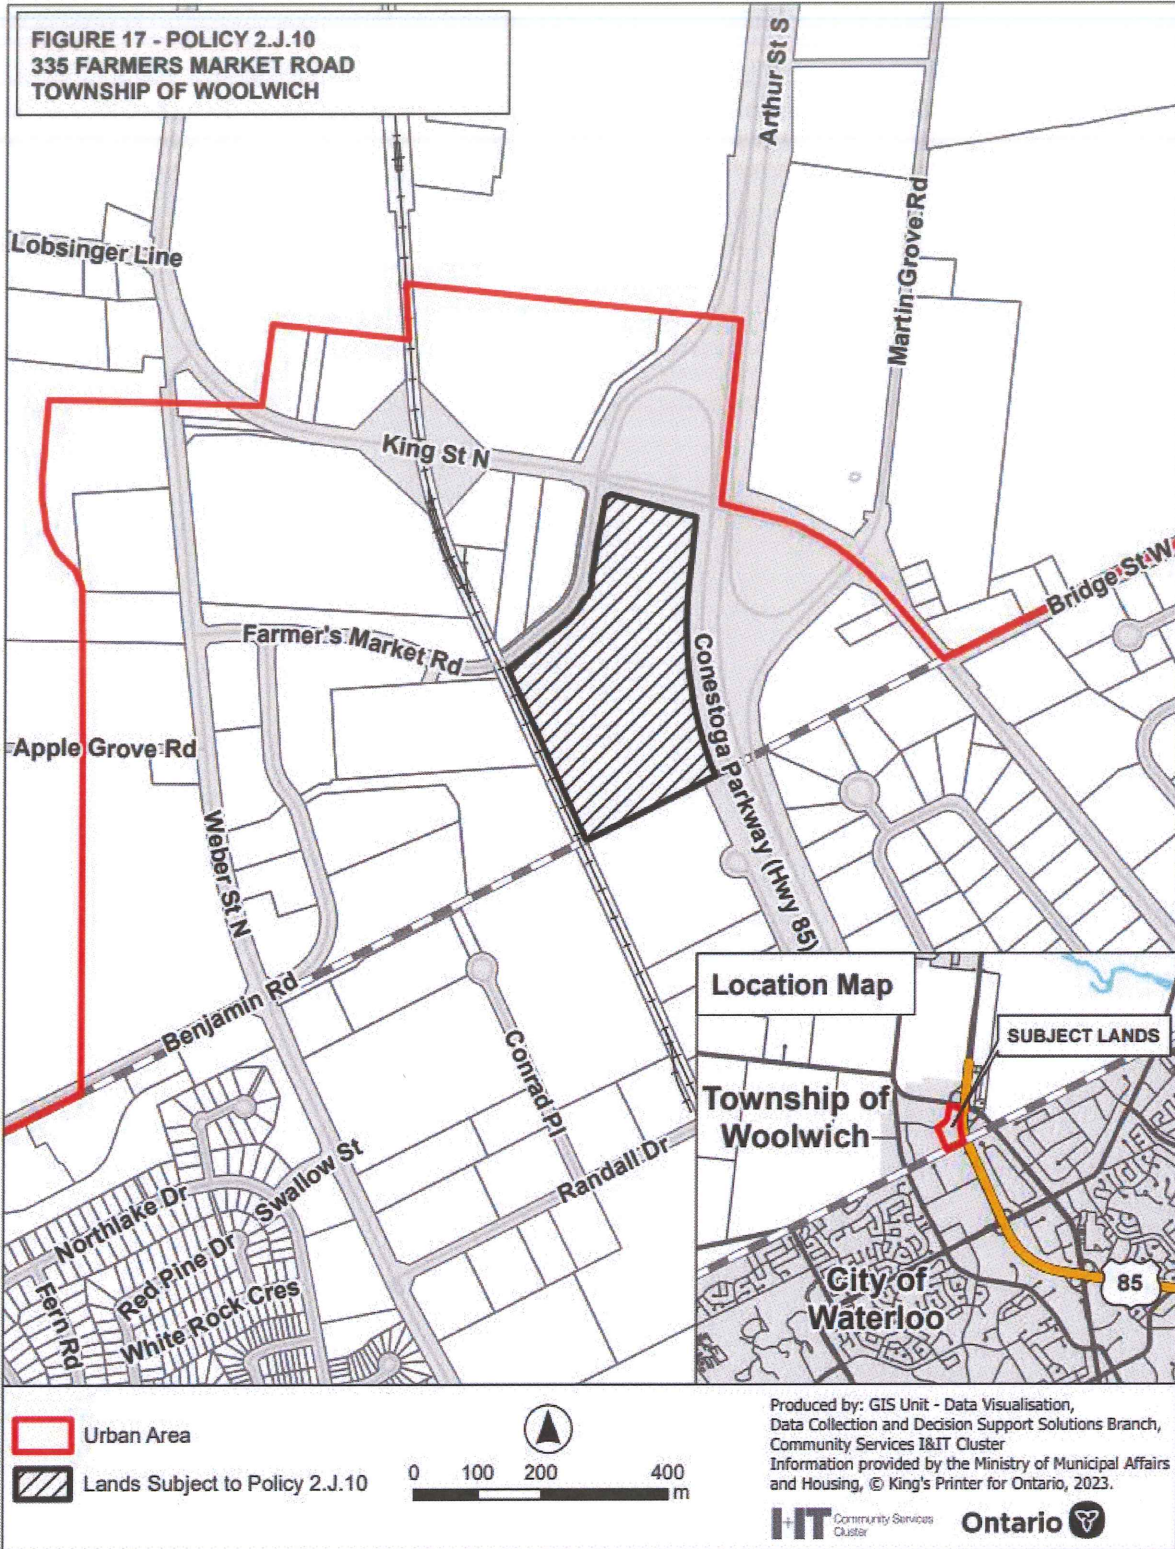 FIGURE 17 - POLICY 2.J.10
335 FARMERS MARKET ROAD
TOWNSHIP OF WOOLWICH
Arthur St S
Martin Grove Rd
Lobsinger Line
King St N
Bridge St W
Farmer's Market Rd
Conestoga Parkway (Hwy 85)
Apple Grove Rd
Weber St N
Benjamin Rd
Conrad Pl
Randall Dr
Swallow St
Northlake Dr
Red Pine Dr
White Rock Cres
Fern Rd
Location Map
SUBJECT LANDS
Township of
Woolwich
City of
Waterloo
85
Urban Area
Lands Subject to Policy 2.J.10
0 100 200 400
m
Produced by: GIS Unit - Data Visualisation,
Data Collection and Decision Support Solutions Branch,
Community Services I&IT Cluster
Information provided by the Ministry of Municipal Affairs
and Housing, © King's Printer for Ontario, 2023.
I+IT Community Services
Cluster
Ontario